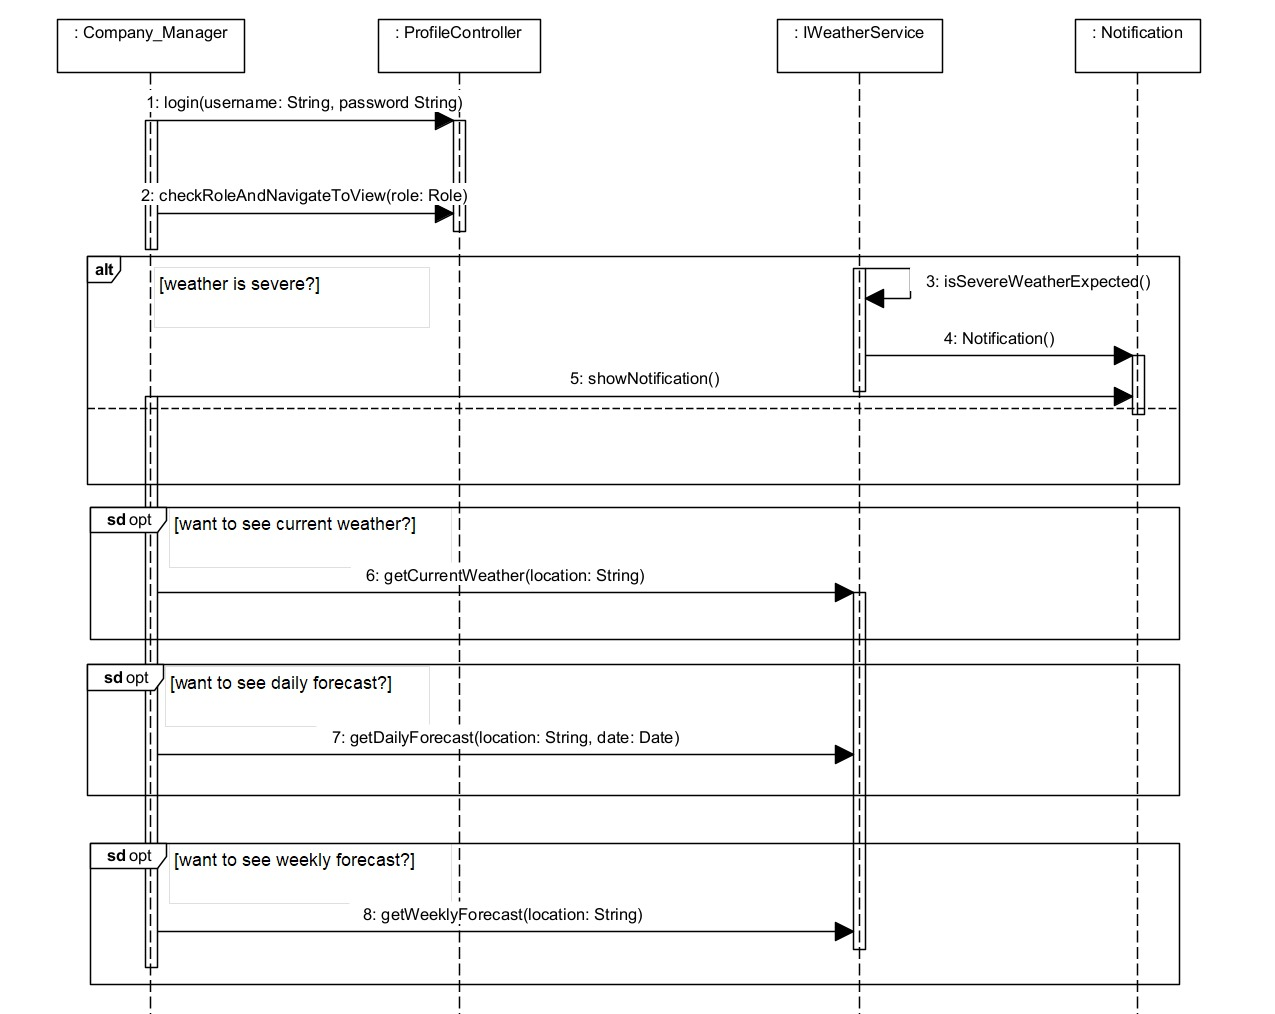 : Company_Manager
: ProfileController
: IWeatherService
: Notification
1: login(username: String, password String)
2: checkRoleAndNavigateToView(role: Role)
alt
[weather is severe?]
3: isSevereWeatherExpected()
4: Notification()
5: showNotification()
sd opt
[want to see current weather?]
6: getCurrentWeather(location: String)
sd opt
[want to see daily forecast?]
7: getDailyForecast(location: String, date: Date)
sd opt
[want to see weekly forecast?]
8: getWeeklyForecast(location: String)